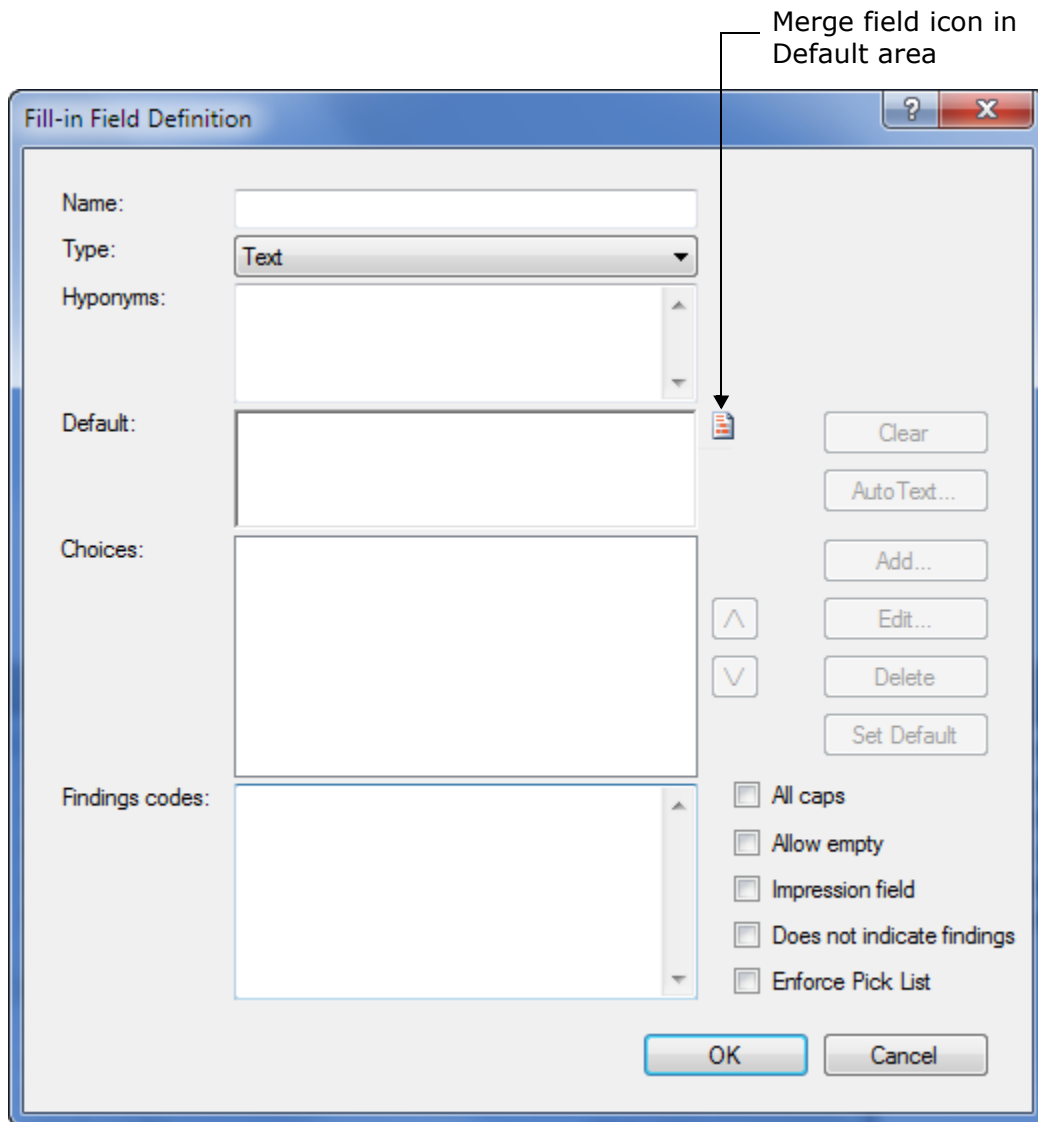 Merge field icon in
Default area
Fill-in Field Definition
Name:
Type: Text
Hyponyms:
Default:
Clear
AutoText...
Choices:
Add...
Edit...
Delete
Set Default
Findings codes:
All caps
Allow empty
Impression field
Does not indicate findings
Enforce Pick List
OK Cancel